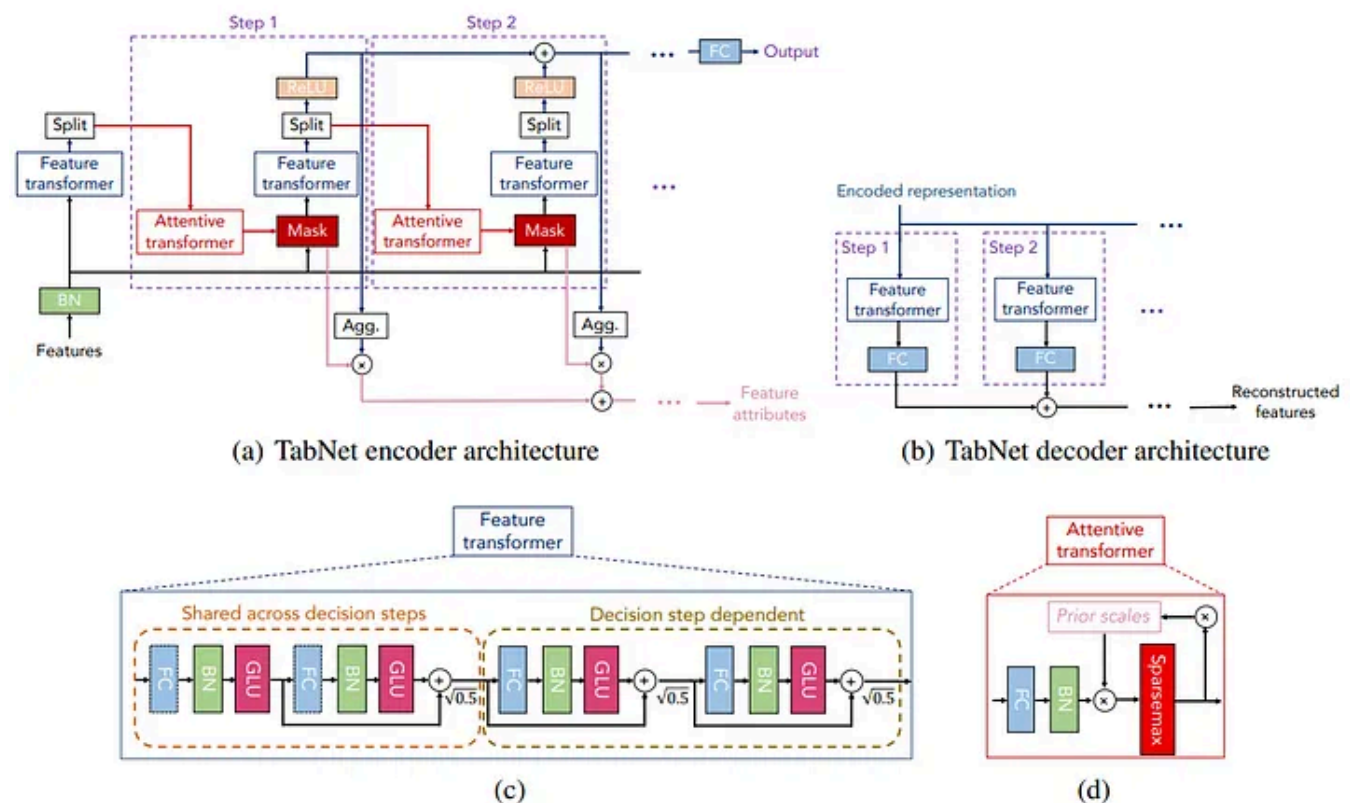 Step 1
Step 2
FC
Output
ReLU
ReLU
Split
Split
Split
Feature
transformer
Feature
transformer
Feature
transformer
Attentive
transformer
Mask
Attentive
transformer
Mask
BN
Features
Agg.
Agg.
Feature
attributes
(a) TabNet encoder architecture
Encoded representation
Step 1
Step 2
Feature
transformer
Feature
transformer
FC
FC
Reconstructed
features
(b) TabNet decoder architecture
Feature
transformer
Shared across decision steps
Decision step dependent
FC
BN
GLU
FC
BN
GLU
√0.5
FC
BN
GLU
√0.5
FC
BN
GLU
√0.5
(c)
Attentive
transformer
Prior scales
FC
BN
Sparsemax
(d)